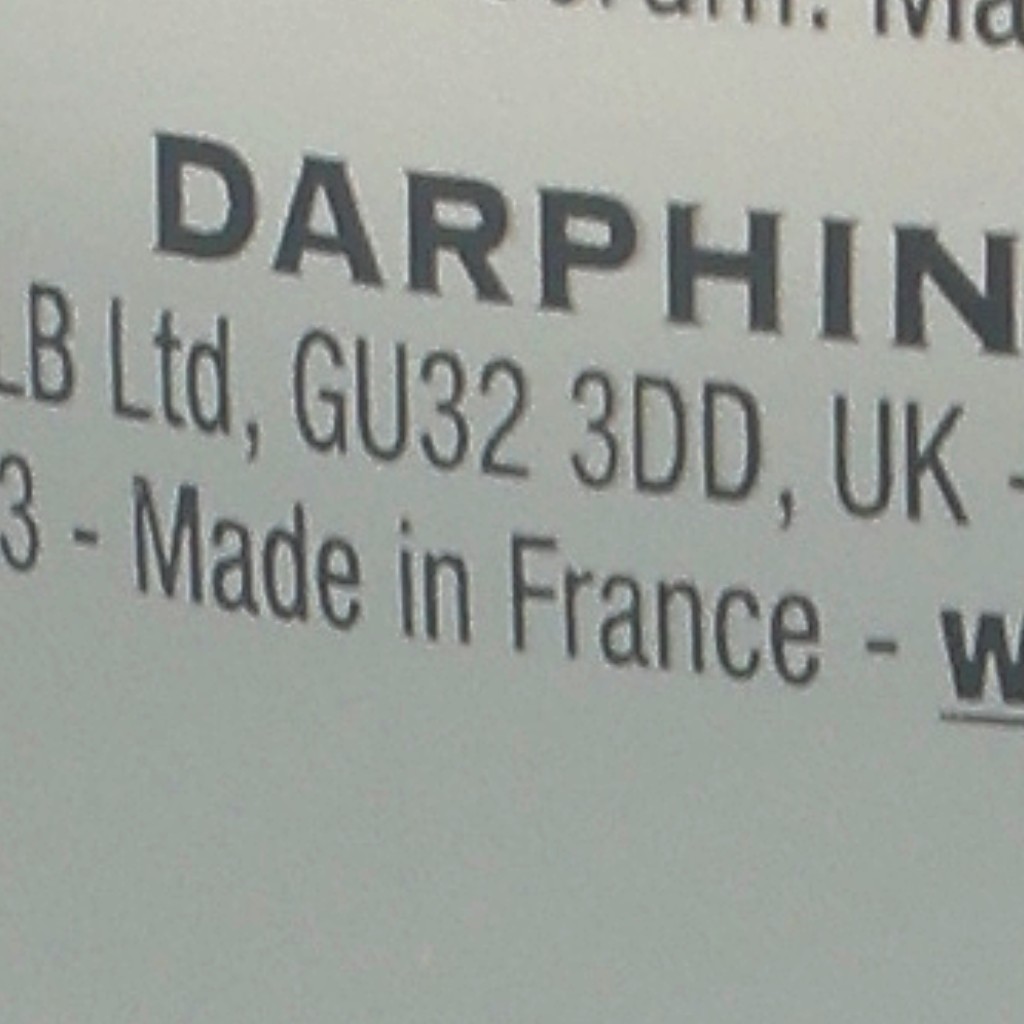 DARPHIN
LB Ltd, GU32 3DD, UK -
3 - Made in France -